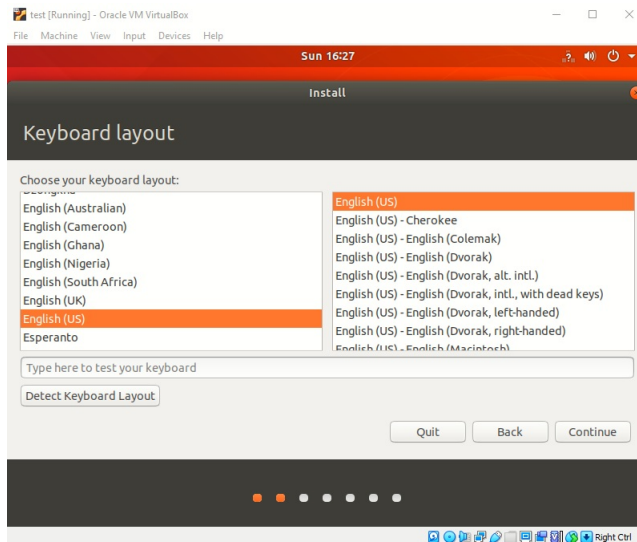 test [Running] - Oracle VM VirtualBox
File Machine View Input Devices Help
Sun 16:27
Install
Keyboard layout
Choose your keyboard layout:
English (Australian)
English (Cameroon)
English (Ghana)
English (Nigeria)
English (South Africa)
English (UK)
English (US)
Esperanto
English (US)
English (US) - Cherokee
English (US) - English (Colemak)
English (US) - English (Dvorak)
English (US) - English (Dvorak, alt. intl.)
English (US) - English (Dvorak, intl., with dead keys)
English (US) - English (Dvorak, left-handed)
English (US) - English (Dvorak, right-handed)
English (US) - English (Macintosh)
Type here to test your keyboard
Detect Keyboard Layout
Quit Back Continue
Right Ctrl